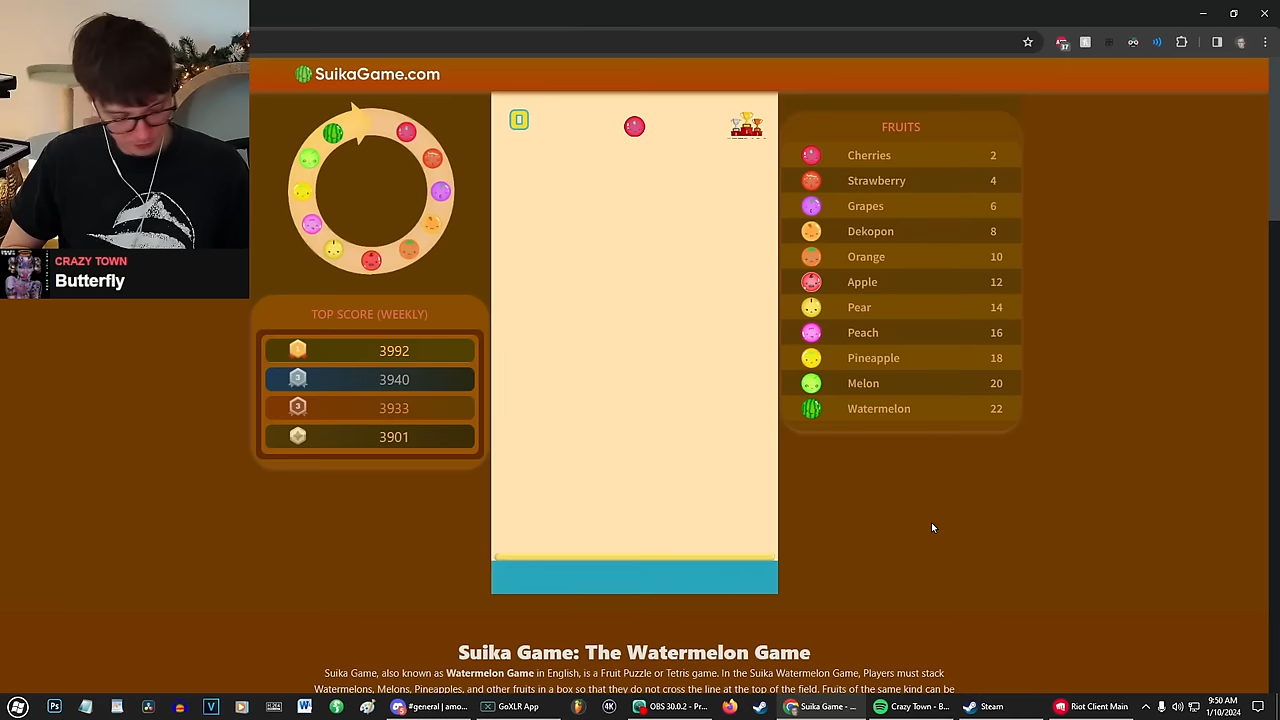 SuikaGame.com
37
0
CRAZY TOWN
Butterfly
TOP SCORE (WEEKLY)
3992
3
3940
3
3933
3901
FRUITS
Cherries 2
Strawberry 4
Grapes 6
Dekopon 8
Orange 10
Apple 12
Pear 14
Peach 16
Pineapple 18
Melon 20
Watermelon 22
Suika Game: The Watermelon Game
Suika Game, also known as Watermelon Game in English, is a Fruit Puzzle or Tetris game. In the Suika Watermelon Game, Players must stack
Watermelons, Melons, Pineapples, and other fruits in a box so that they do not cross the line at the top of the field. Fruits of the same kind can be
#general | amo...
GoXLR App
4K
OBS 30.0.2 - Pr...
Suika Game - ...
Crazy Town - B...
Steam
Riot Client Main
9:50 AM
1/10/2024